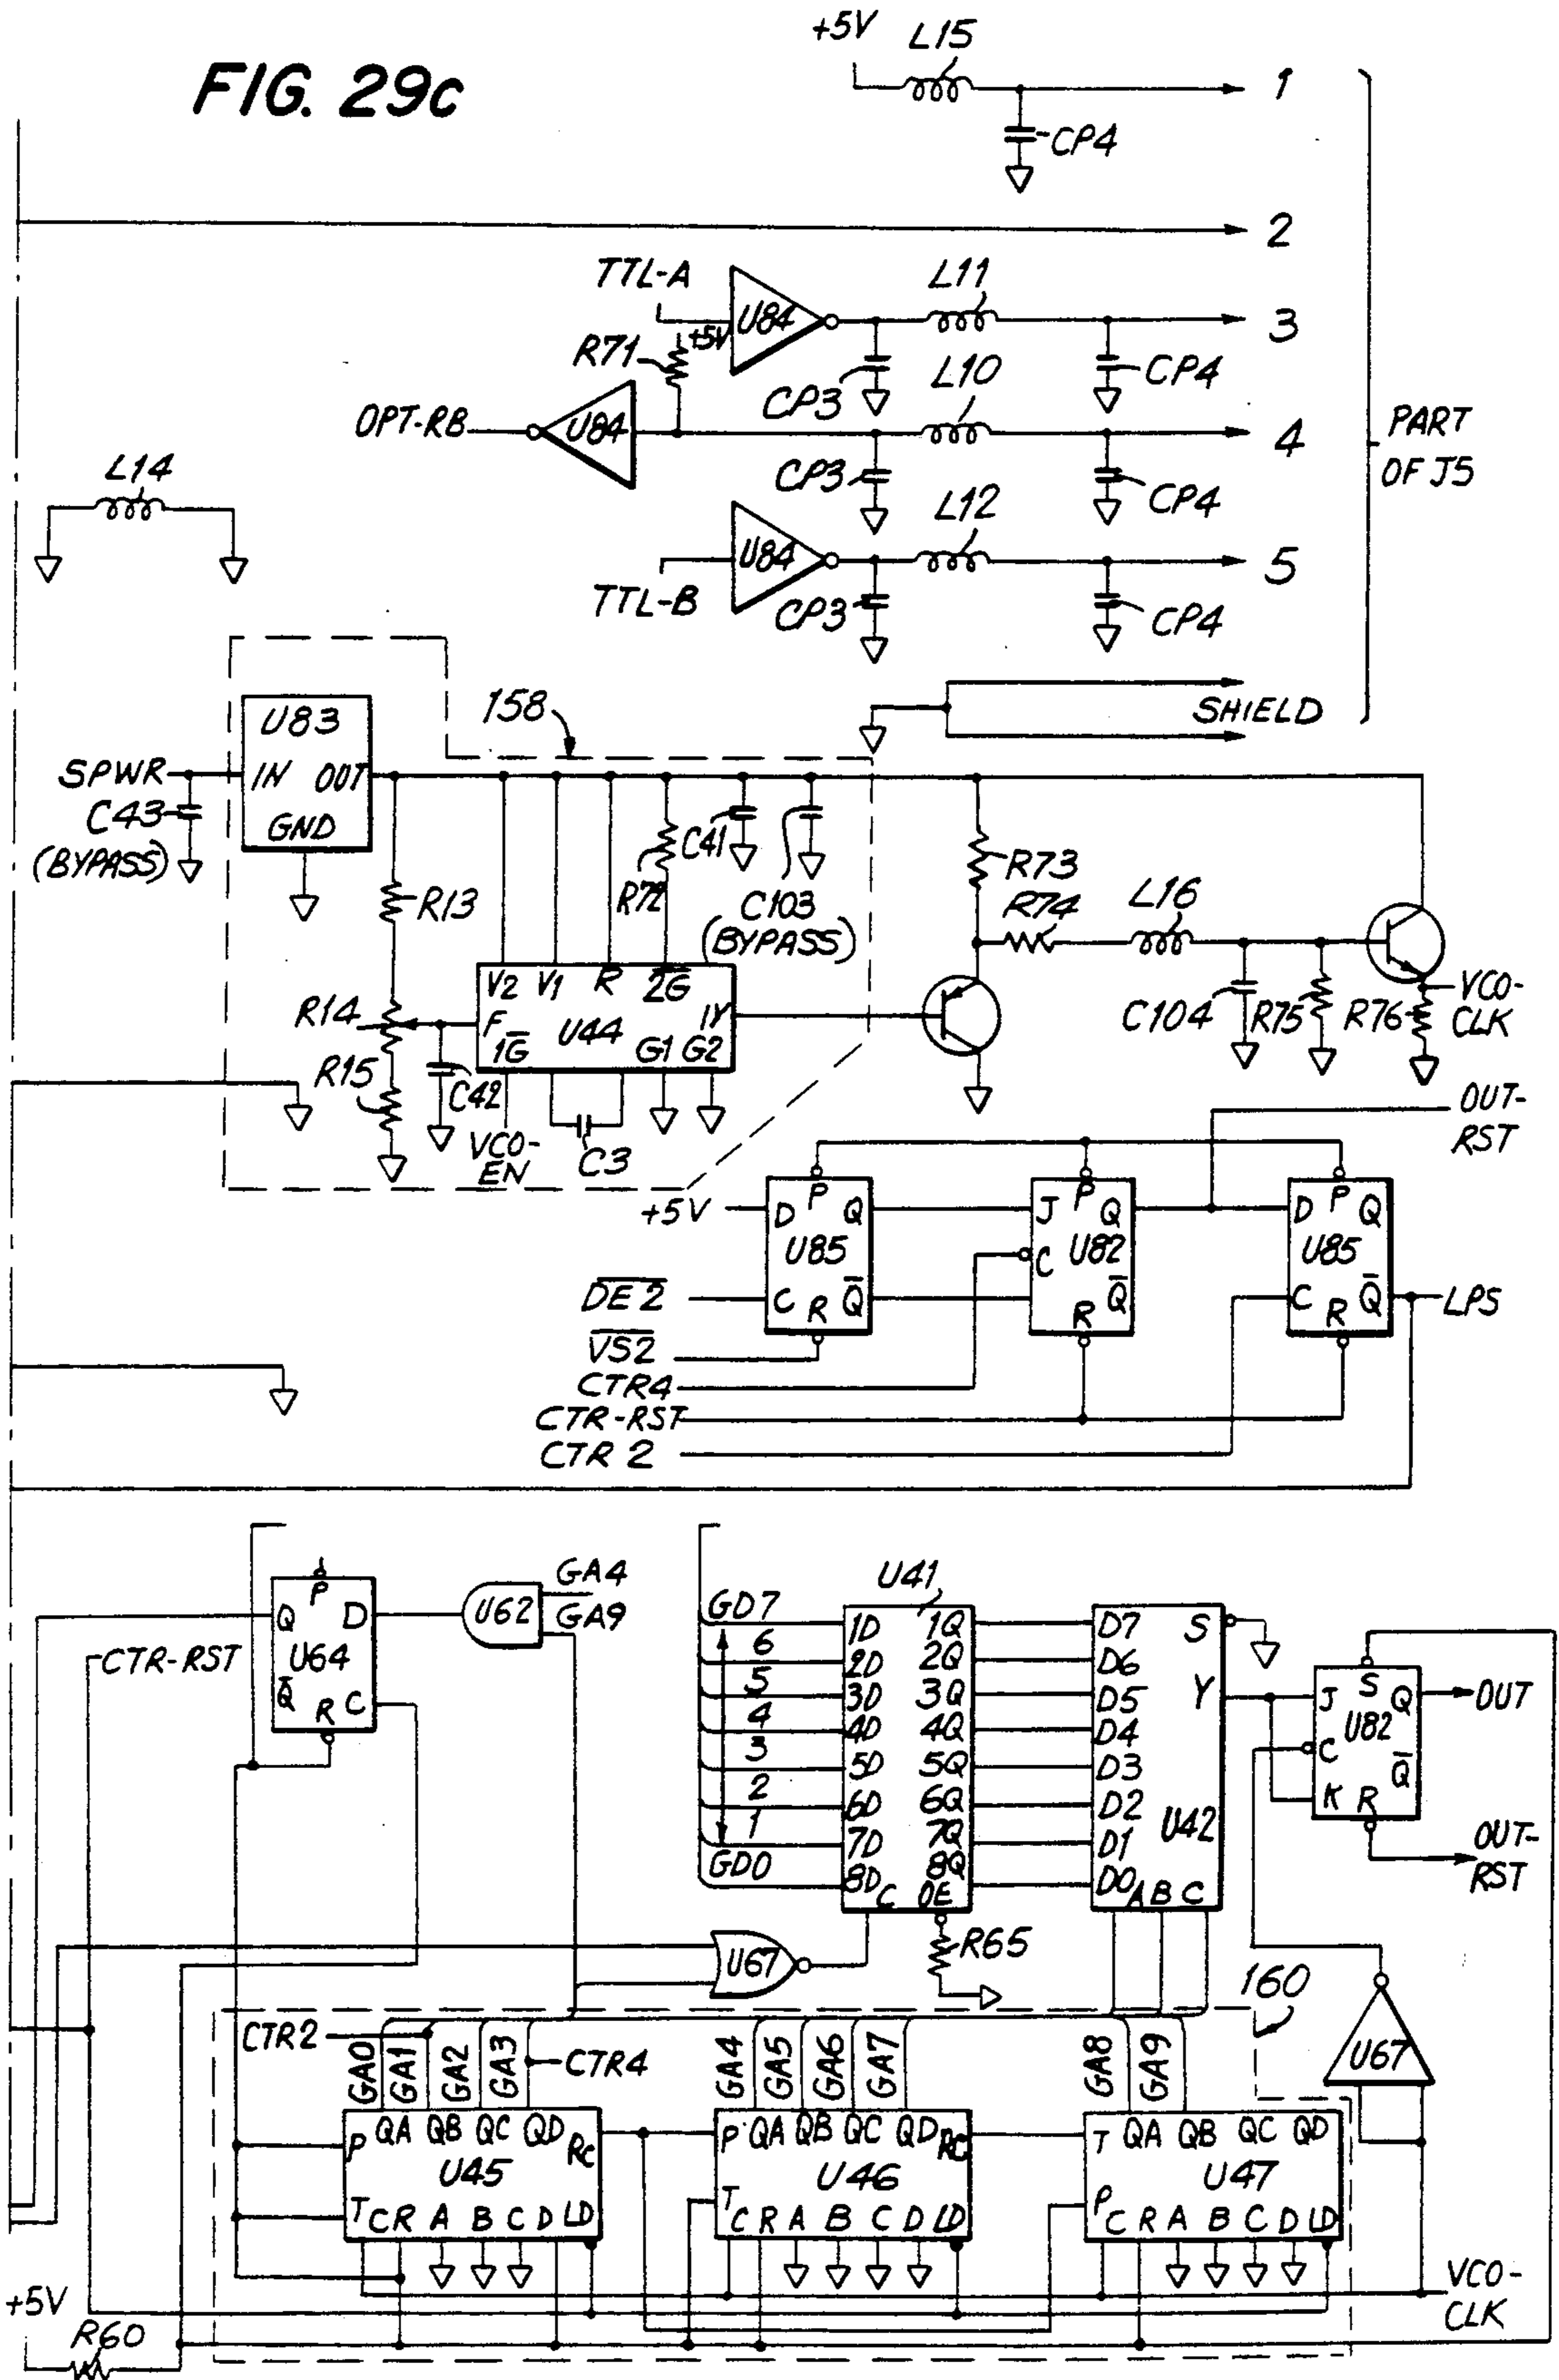 FIG. 29c
+5V L15
1
CP4
2
TTL-A
U84
L11
3
+5V
R71
CP3
CP4
L10
OPT-RB
U84
4
PART
OF J5
CP3
CP4
L14
L12
U84
5
TTL-B
CP3
CP4
SHIELD
158
U83
SPWR
IN OUT
C43
GND
(BYPASS)
R13
R72
C41
C103
(BYPASS)
R73
R74
L16
V2 V1 R 2G
R14
F U44 1Y
1G G1 G2
R15
C42
C104
R75
R76
VCO-
CLK
VCO-
EN
C3
OUT-
RST
+5V
D P Q
U85
C R Q
J P Q
C U82
Q
R
D P Q
U85
C R Q
DE2
LPS
VS2
CTR4
CTR-RST
CTR 2
U41
P
Q D
U64
Q
R C
U62
GA4
GA9
CTR-RST
GD7
6
5
4
3
2
1
GD0
1D 1Q
2D 2Q
3D 3Q
4D 4Q
5D 5Q
6D 6Q
7D 7Q
8D 8Q
C OE
D7 S
D6
D5 Y
D4
D3
D2
D1 U42
D0 A B C
J S Q
U82
C Q
K R
OUT
OUT-
RST
U67
R65
160
U67
CTR2
GA0
GA1
GA2
GA3
CTR4
GA4
GA5
GA6
GA7
GA8
GA9
P QA QB QC QD RC
U45
T C R A B C D LD
P QA QB QC QD RC
U46
T C R A B C D LD
T QA QB QC QD
U47
P C R A B C D LD
+5V
R60
VCO-
CLK